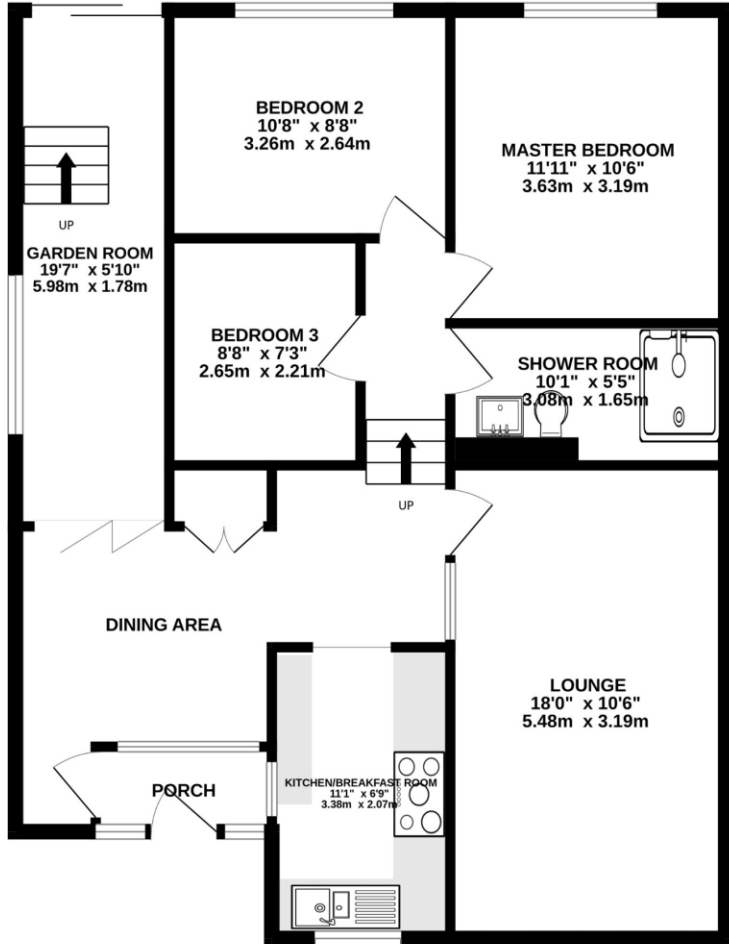 BEDROOM 2
10'8" x 8'8"
3.26m x 2.64m
MASTER BEDROOM
11'11" x 10'6"
3.63m x 3.19m
UP
GARDEN ROOM
19'7" x 5'10"
5.98m x 1.78m
BEDROOM 3
8'8" x 7'3"
2.65m x 2.21m
SHOWER ROOM
10'1" x 5'5"
3.08m x 1.65m
UP
DINING AREA
LOUNGE
18'0" x 10'6"
5.48m x 3.19m
PORCH
KITCHEN/BREAKFAST ROOM
11'1" x 6'9"
3.38m x 2.07m